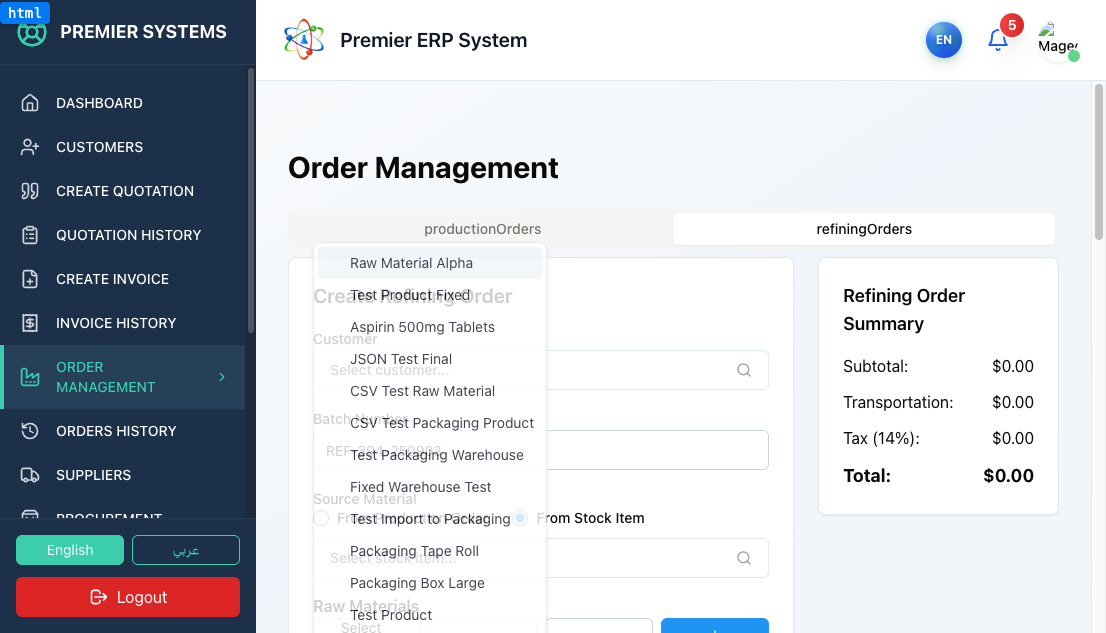 html
PREMIER SYSTEMS
DASHBOARD
CUSTOMERS
CREATE QUOTATION
QUOTATION HISTORY
CREATE INVOICE
INVOICE HISTORY
ORDER
MANAGEMENT
ORDERS HISTORY
SUPPLIERS
PROCUREMENT
English
عربي
Logout
Premier ERP System
EN
5
Maged
Order Management
productionOrders
refiningOrders
Create Refining Order
Customer
Select customer...
Batch Number
Source Material
From Production Order
From Stock Item
Select stock item...
Raw Materials
Select
Raw Material Alpha
Test Product Fixed
Aspirin 500mg Tablets
JSON Test Final
CSV Test Raw Material
CSV Test Packaging Product
Test Packaging Warehouse
Fixed Warehouse Test
Test Import to Packaging
Packaging Tape Roll
Packaging Box Large
Test Product
Refining Order
Summary
Subtotal: $0.00
Transportation: $0.00
Tax (14%): $0.00
Total: $0.00